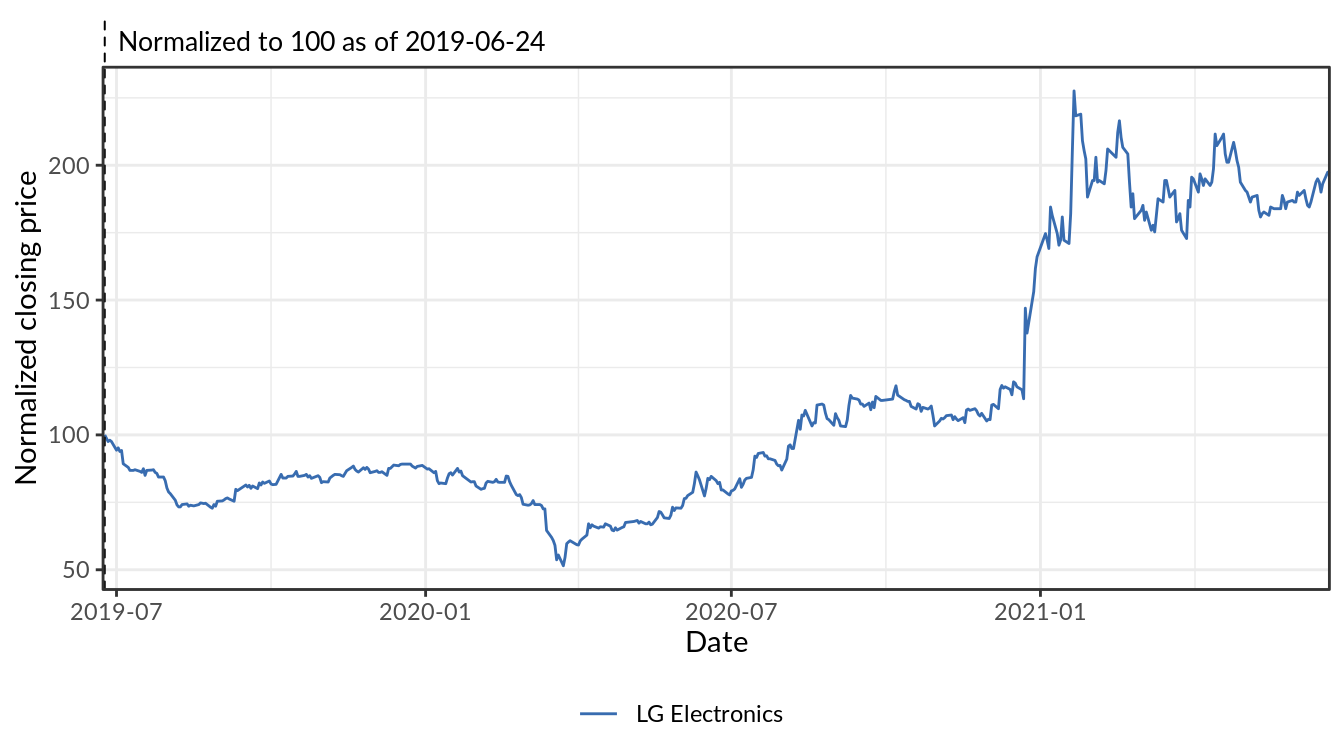 Normalized to 100 as of 2019-06-24
Normalized closing price
200
150
100
50
2019-07 2020-01 2020-07 2021-01
Date
LG Electronics